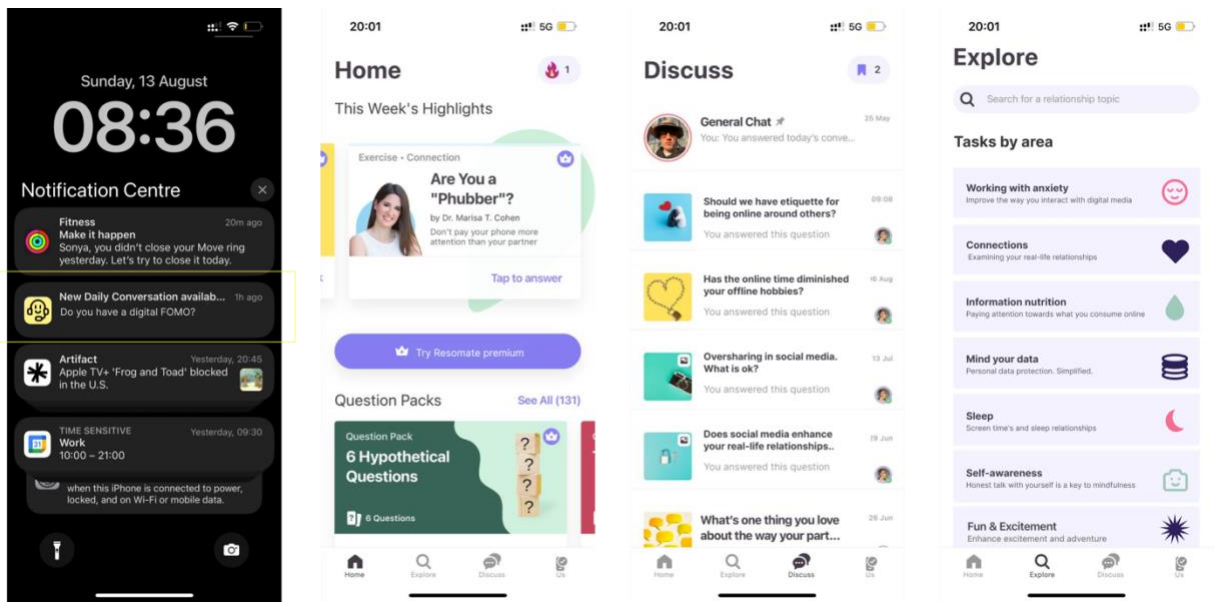 Sunday, 13 August
08:36
Notification Centre
Fitness
20m ago
Make it happen
Sonya, you didn't close your Move ring
yesterday. Let's try to close it today.
New Daily Conversation availab...
1h ago
Do you have a digital FOMO?
Artifact
Yesterday, 20:45
Apple TV+ 'Frog and Toad' blocked
in the U.S.
TIME SENSITIVE
Yesterday, 09:30
31
Work
10:00 – 21:00
when this iPhone is connected to power,
locked, and on Wi-Fi or mobile data.
20:01
5G
Home
1
This Week's Highlights
Exercise • Connection
Are You a
"Phubber"?
by Dr. Marisa T. Cohen
Don't pay your phone more
attention than your partner
Tap to answer
Try Resomate premium
Question Packs
See All (131)
Question Pack
6 Hypothetical
Questions
?
?
?
?
6 Questions
Home
Explore
Discuss
Us
20:01
5G
Discuss
2
General Chat
25 May
You: You answered today's conve...
Should we have etiquette for
09:08
being online around others?
You answered this question
Has the online time diminished
16 Aug
your offline hobbies?
You answered this question
Oversharing in social media.
13 Jul
What is ok?
You answered this question
Does social media enhance
19 Jun
your real-life relationships..
You answered this question
What's one thing you love
26 Jun
about the way your part...
Home
Explore
Discuss
Us
20:01
5G
Explore
Search for a relationship topic
Tasks by area
Working with anxiety
Improve the way you interact with digital media
Connections
Examining your real-life relationships
Information nutrition
Paying attention towards what you consume online
Mind your data
Personal data protection. Simplified.
Sleep
Screen time's and sleep relationships
Self-awareness
Honest talk with yourself is a key to mindfulness
Fun & Excitement
Enhance excitement and adventure
Home
Explore
Discuss
Us